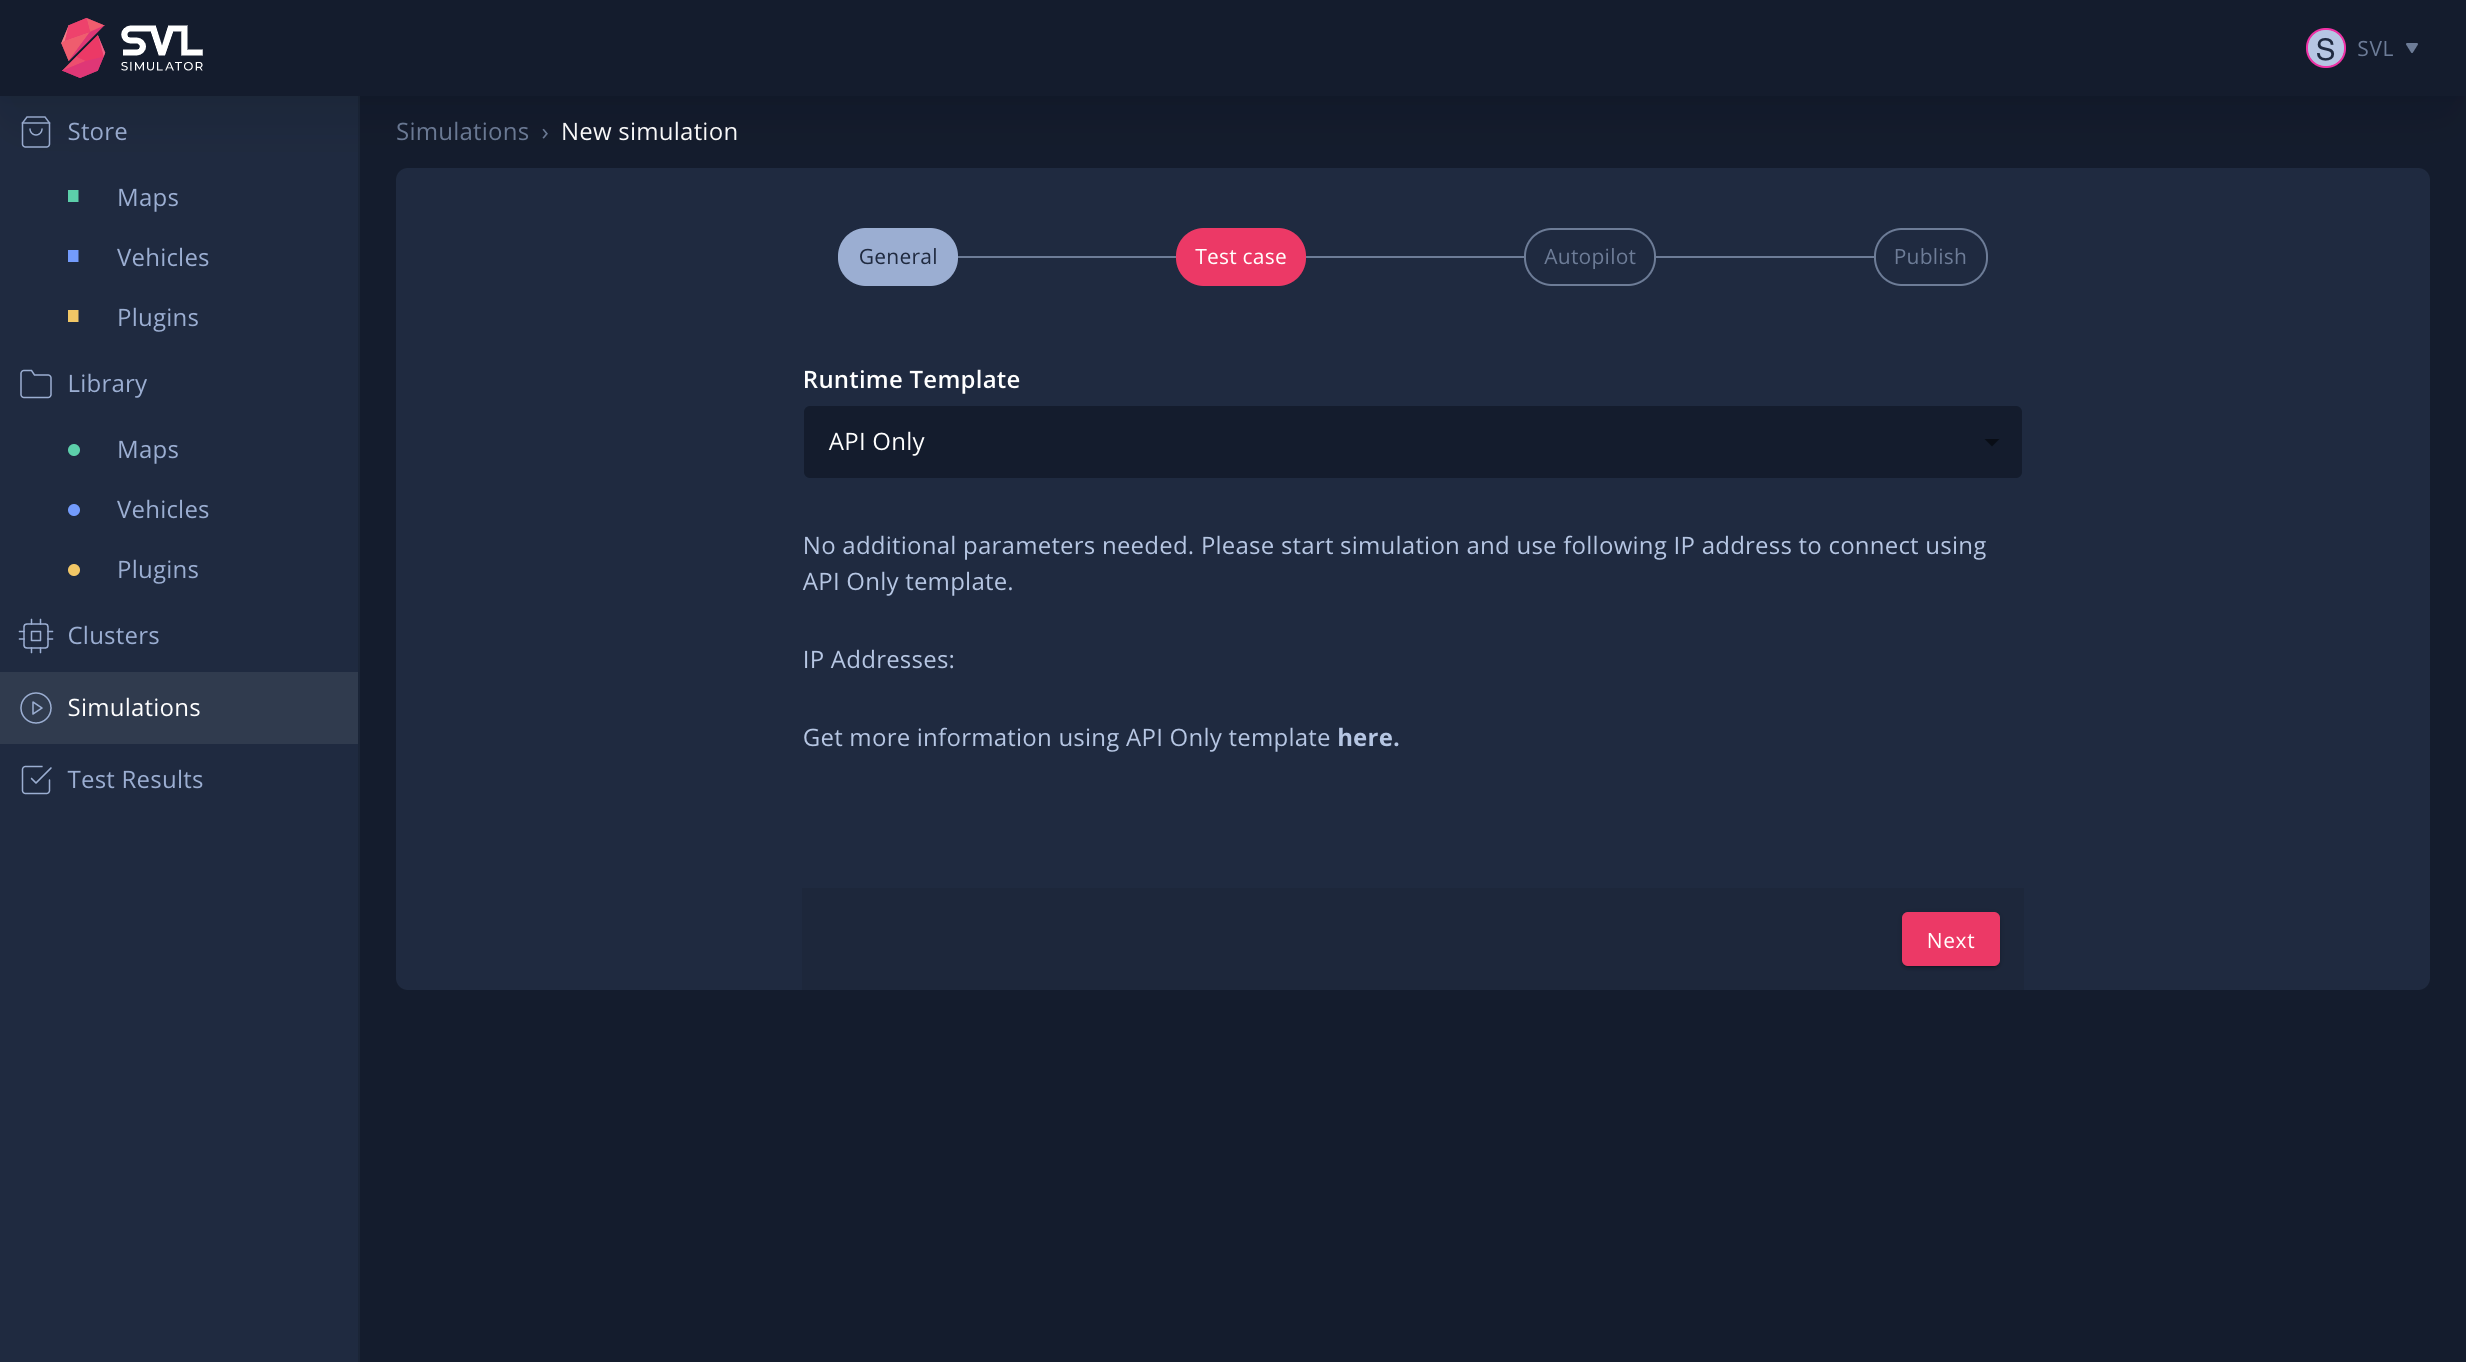 SVL
SIMULATOR
S SVL
Store
Maps
Vehicles
Plugins
Library
Maps
Vehicles
Plugins
Clusters
Simulations
Test Results
Simulations › New simulation
General
Test case
Autopilot
Publish
Runtime Template
API Only
No additional parameters needed. Please start simulation and use following IP address to connect using
API Only template.
IP Addresses:
Get more information using API Only template here.
Next